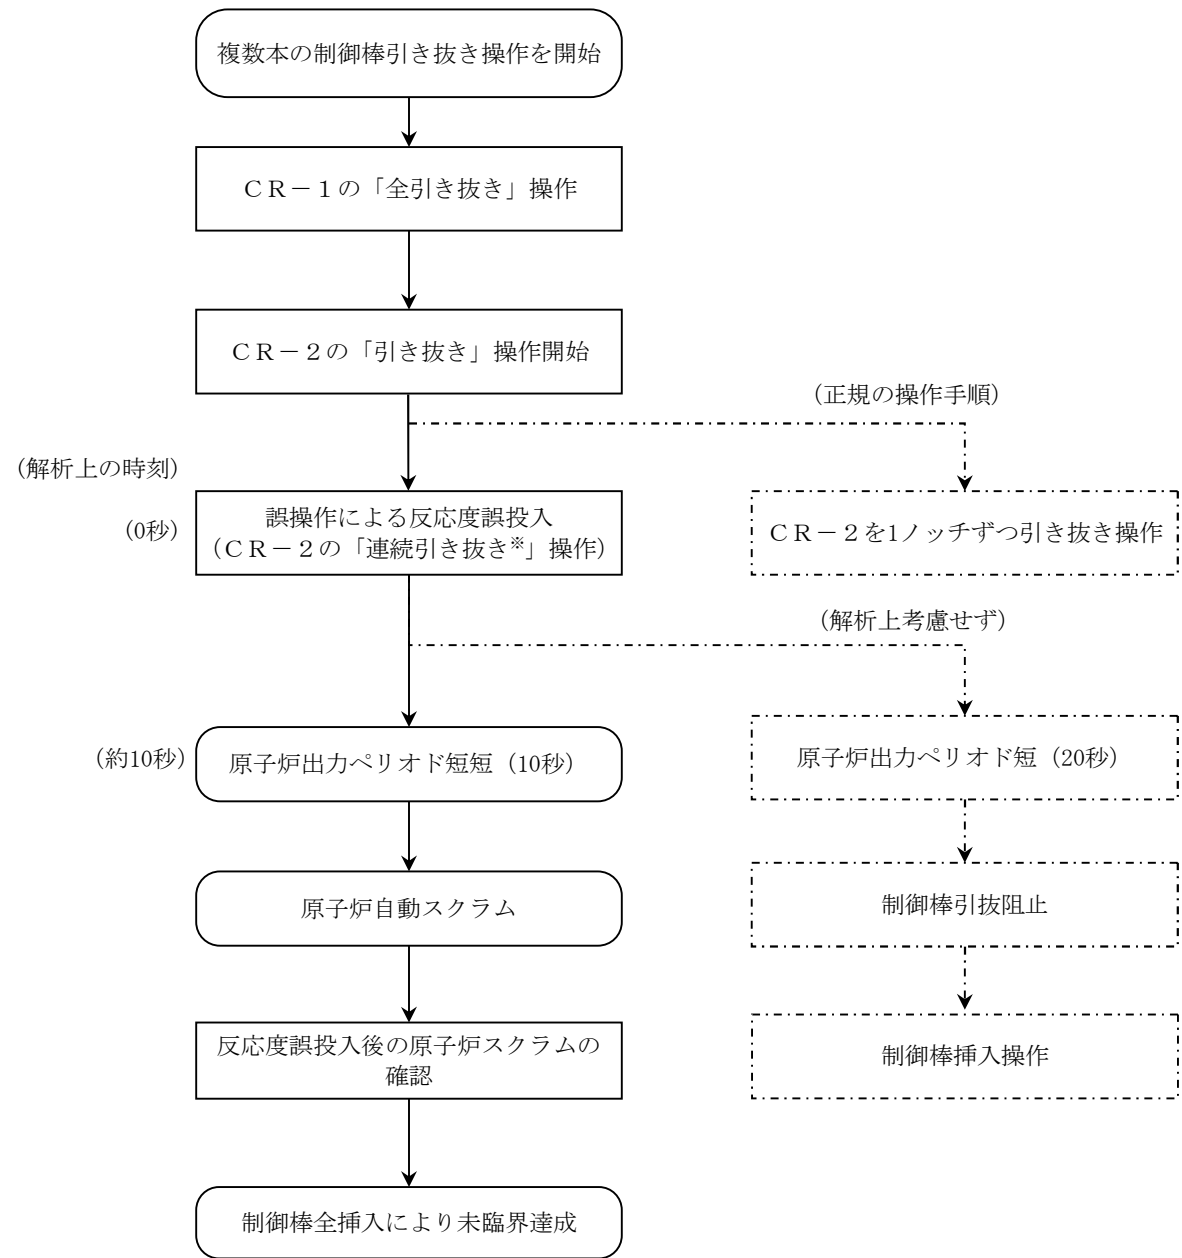 複数本の制御棒引き抜き操作を開始
ＣＲ－１の「全引き抜き」操作
ＣＲ－２の「引き抜き」操作開始
（正規の操作手順）
（解析上の時刻）
（0秒）
誤操作による反応度誤投入
（ＣＲ－２の「連続引き抜き※」操作）
ＣＲ－２を1ノッチずつ引き抜き操作
（解析上考慮せず）
（約10秒）
原子炉出力ペリオド短短（10秒）
原子炉出力ペリオド短（20秒）
原子炉自動スクラム
制御棒引抜阻止
反応度誤投入後の原子炉スクラムの
確認
制御棒挿入操作
制御棒全挿入により未臨界達成